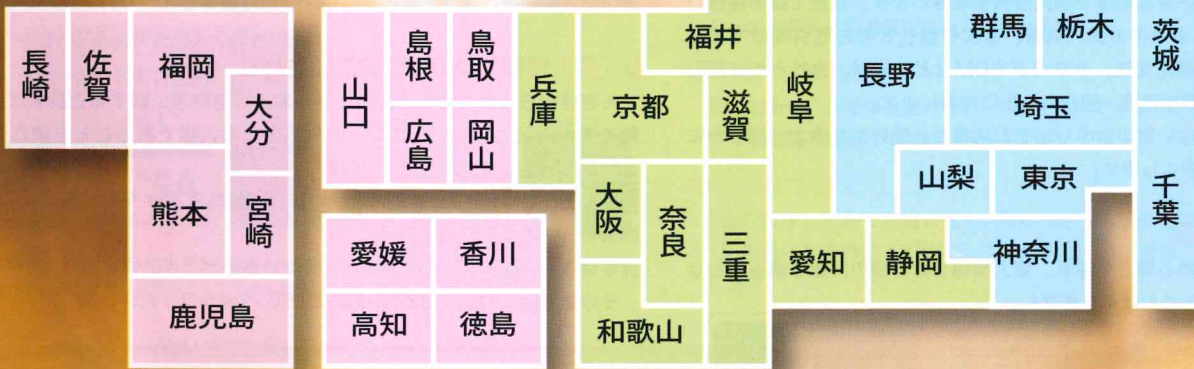 長崎
佐賀
福岡
大分
熊本
宮崎
鹿児島
山口
島根
鳥取
広島
岡山
兵庫
愛媛
香川
高知
徳島
福井
京都
滋賀
岐阜
大阪
奈良
三重
和歌山
愛知
静岡
長野
群馬
栃木
茨城
埼玉
山梨
東京
千葉
神奈川